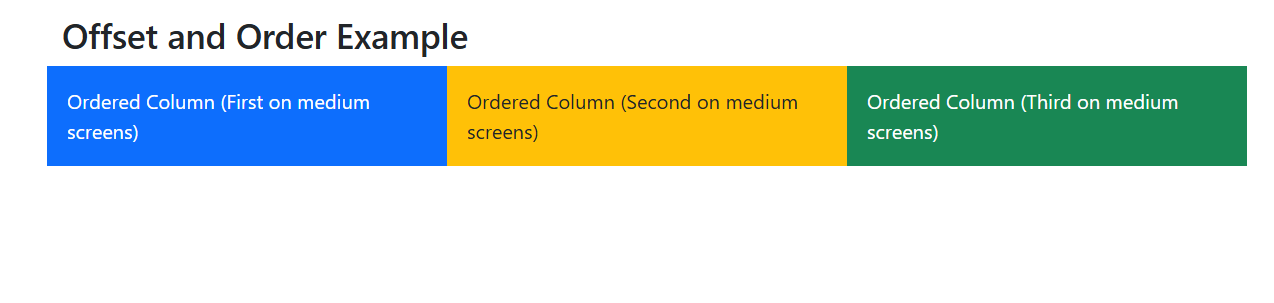 Offset and Order Example
Ordered Column (First on medium
screens)
Ordered Column (Second on medium
screens)
Ordered Column (Third on medium
screens)